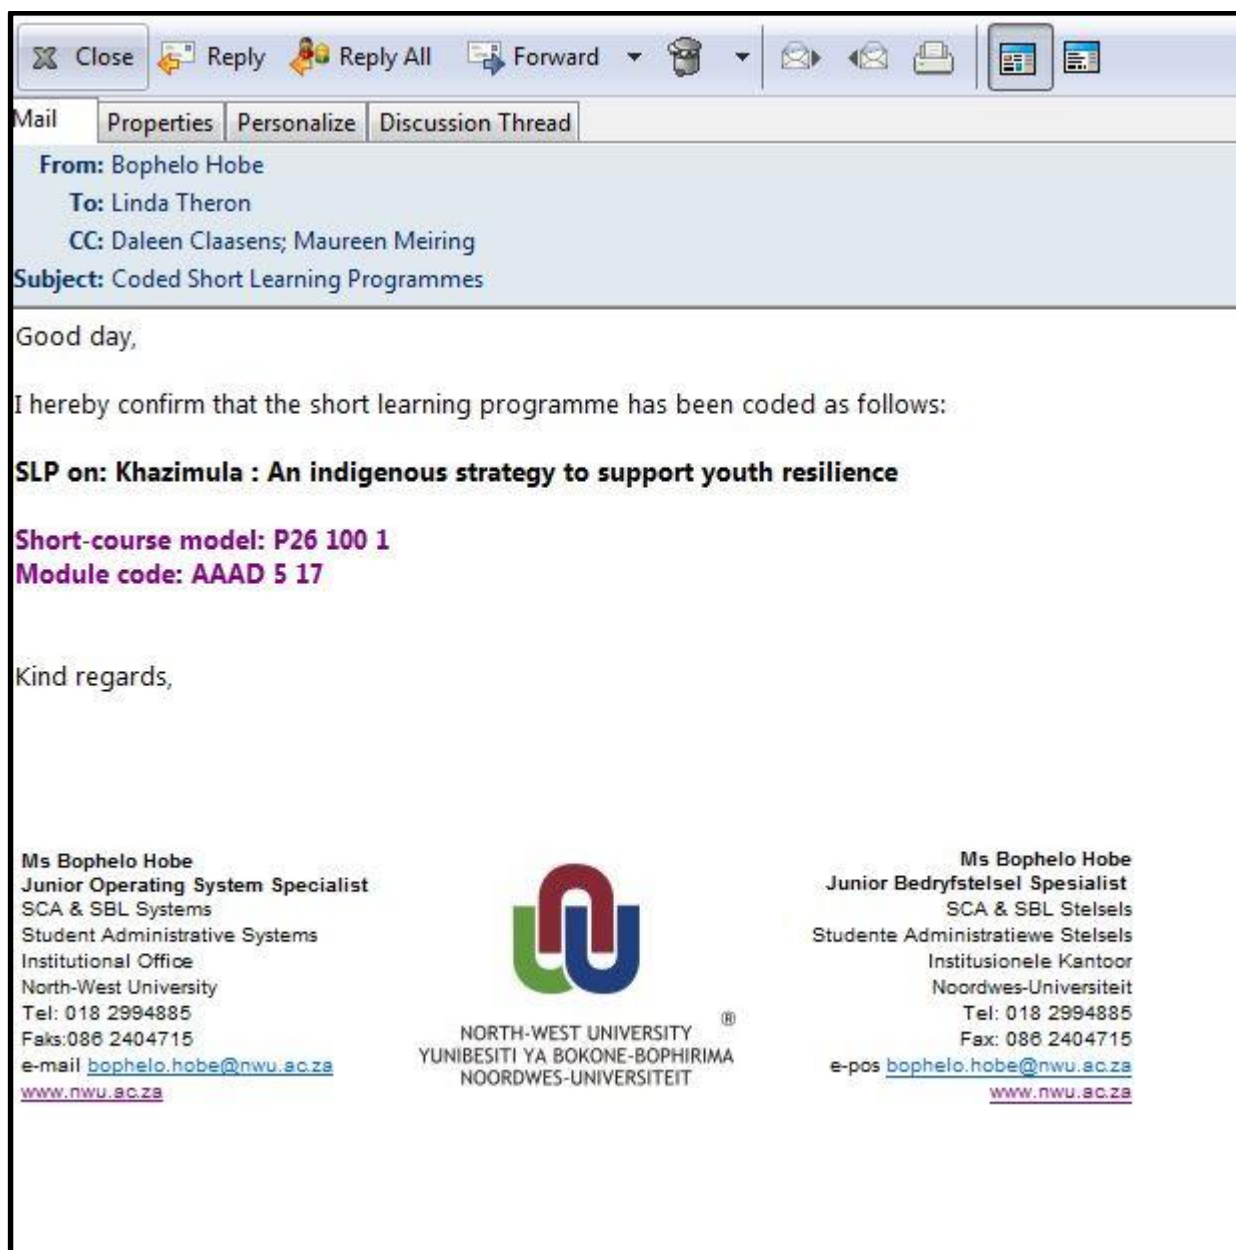 Close Reply Reply All Forward
Mail Properties Personalize Discussion Thread
From: Bophelo Hobe
To: Linda Theron
CC: Daleen Claasens; Maureen Meiring
Subject: Coded Short Learning Programmes
Good day,
I hereby confirm that the short learning programme has been coded as follows:
SLP on: Khazimula : An indigenous strategy to support youth resilience
Short-course model: P26 100 1
Module code: AAAD 5 17
Kind regards,
Ms Bophelo Hobe
Junior Operating System Specialist
SCA & SBL Systems
Student Administrative Systems
Institutional Office
North-West University
Tel: 018 2994885
Faks:086 2404715
e-mail bophelo.hobe@nwu.ac.za
www.nwu.ac.za
®
NORTH-WEST UNIVERSITY
YUNIBESITI YA BOKONE-BOPHIRIMA
NOORDWES-UNIVERSITEIT
Ms Bophelo Hobe
Junior Bedryfstelsel Spesialist
SCA & SBL Stelsels
Studente Administratiewe Stelsels
Institusionele Kantoor
Noordwes-Universiteit
Tel: 018 2994885
Fax: 086 2404715
e-pos bophelo.hobe@nwu.ac.za
www.nwu.ac.za